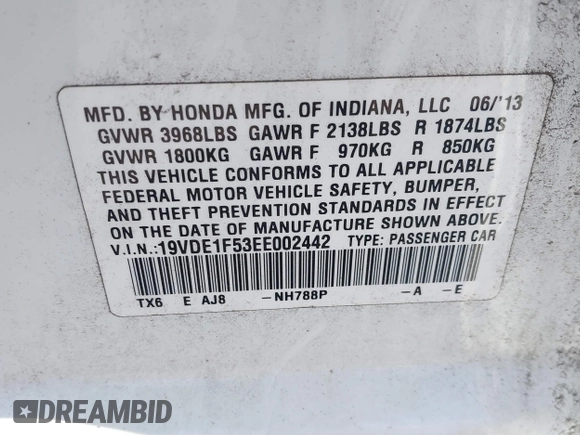 MFD. BY HONDA MFG. OF INDIANA, LLC 06/'13
GVWR 3968LBS GAWR F 2138LBS R 1874LBS
GVWR 1800KG GAWR F 970KG R 850KG
THIS VEHICLE CONFORMS TO ALL APPLICABLE
FEDERAL MOTOR VEHICLE SAFETY, BUMPER,
AND THEFT PREVENTION STANDARDS IN EFFECT
ON THE DATE OF MANUFACTURE SHOWN ABOVE.
V.I.N.:19VDE1F53EE002442 TYPE: PASSENGER CAR
TX6 E AJ8 -NH788P -A -E
DREAMBID